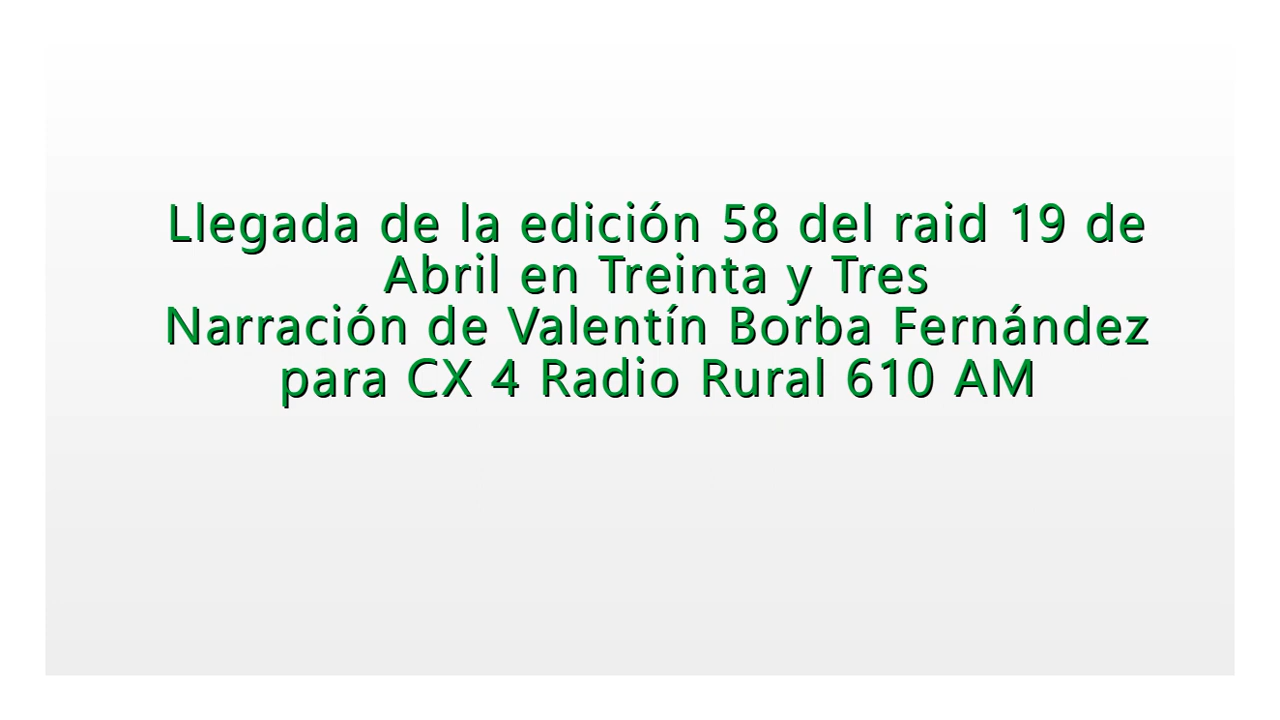 Llegada de la edición 58 del raid 19 de
Abril en Treinta y Tres
Narración de Valentín Borba Fernández
para CX 4 Radio Rural 610 AM